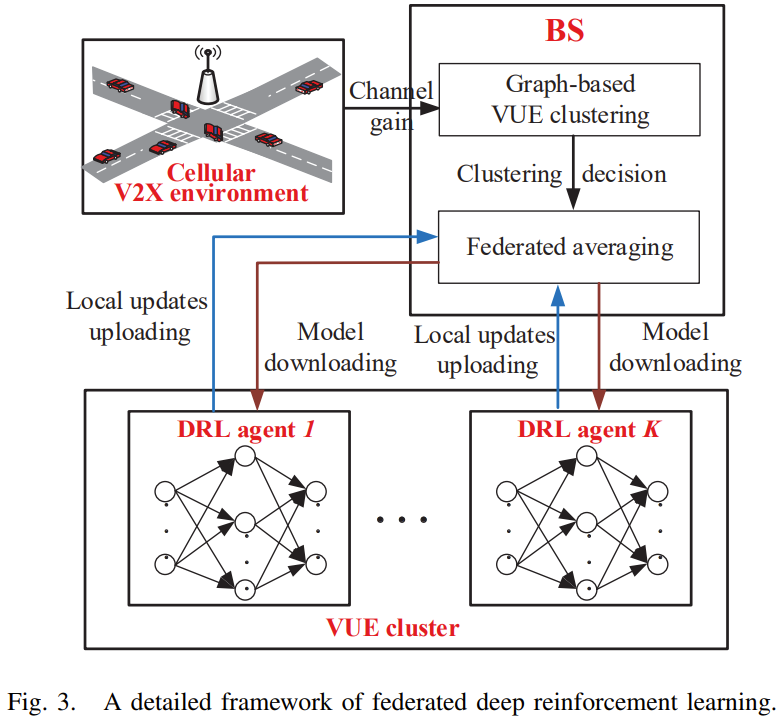 BS
Graph-based
VUE clustering
Channel
gain
Cellular
V2X environment
Clustering decision
Federated averaging
Local updates
uploading
Model
downloading
Local updates
uploading
Model
downloading
DRL agent 1
DRL agent K
VUE cluster
Fig. 3. A detailed framework of federated deep reinforcement learning.